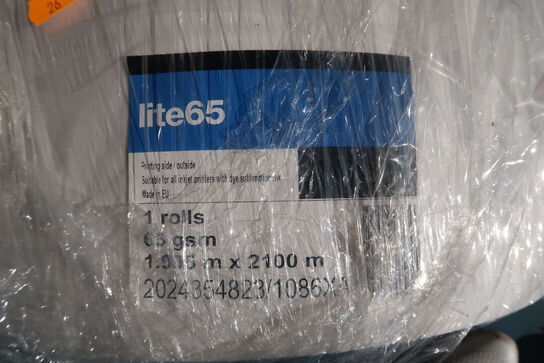 26
lite65
Printing side / outside
Suitable for all inkjet printers with dye sublimation ink
Made in EU
1 rolls
65 gsm
m x 2100 m